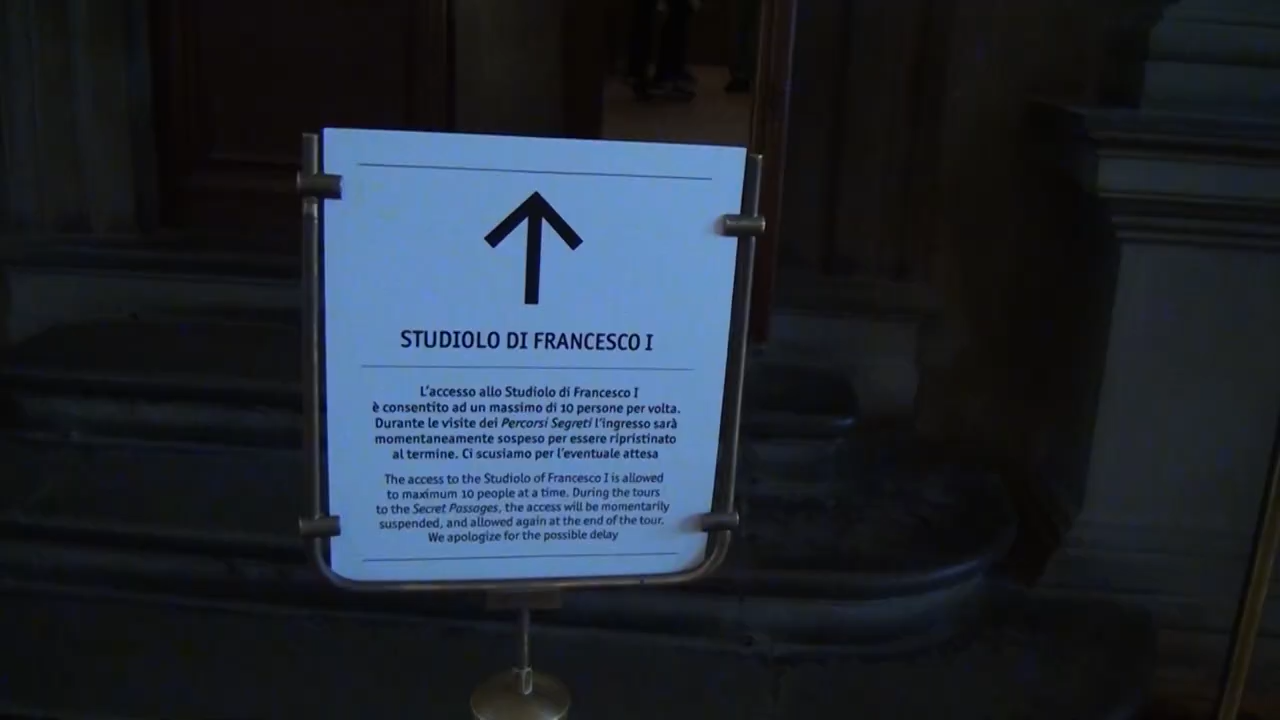 STUDIOLO DI FRANCESCO I
L'accesso allo Studiolo di Francesco I
è consentito ad un massimo di 10 persone per volta.
Durante le visite dei Percorsi Segreti l'ingresso sarà
momentaneamente sospeso per essere ripristinato
al termine. Ci scusiamo per l'eventuale attesa
The access to the Studiolo of Francesco I is allowed
to maximum 10 people at a time. During the tours
to the Secret Passages, the access will be momentarily
suspended, and allowed again at the end of the tour.
We apologize for the possible delay